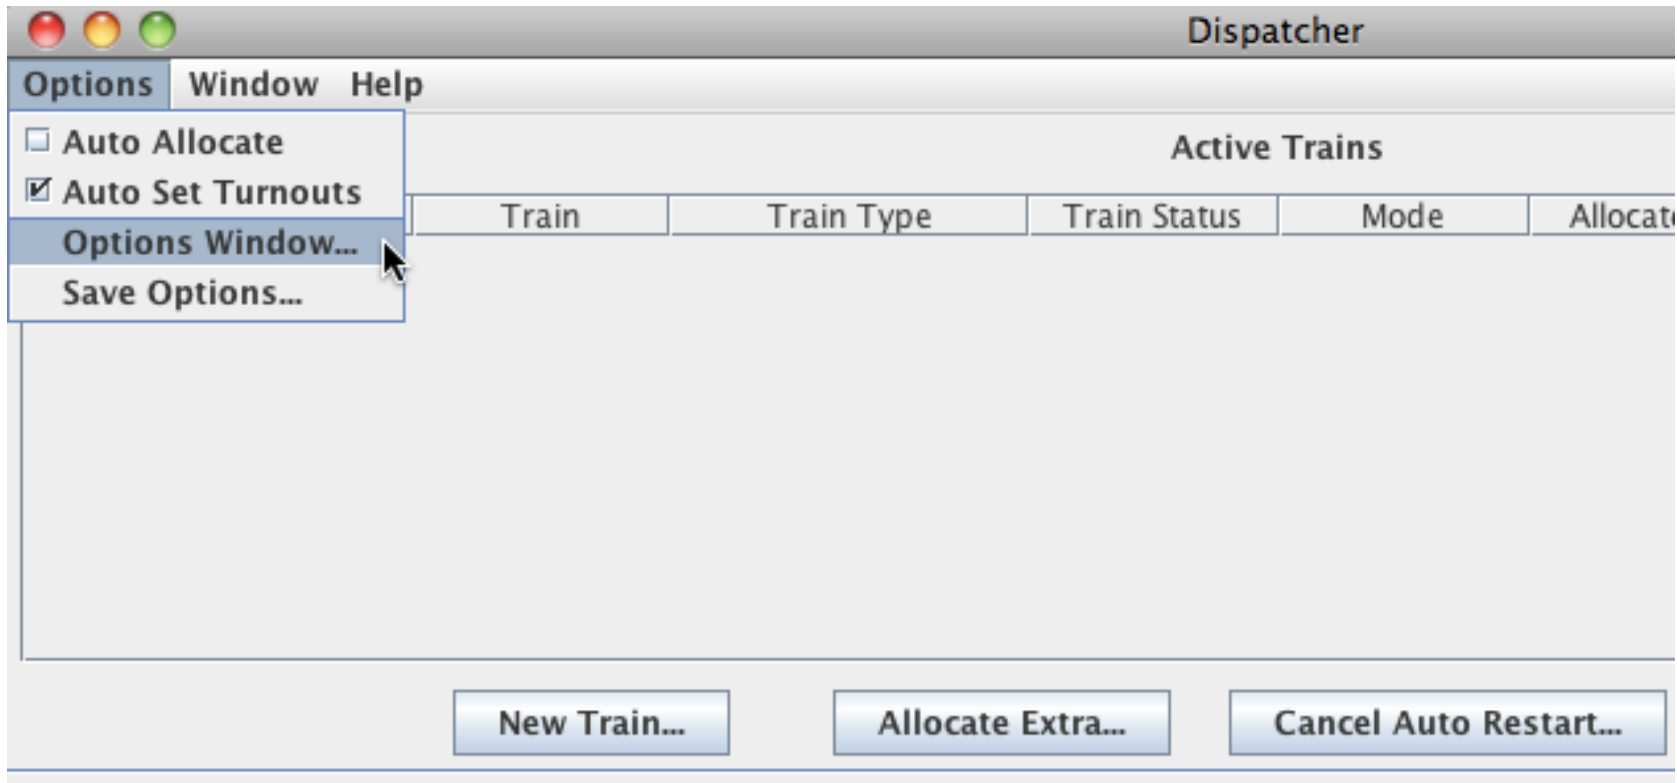 Dispatcher
Options Window Help
Auto Allocate
Active Trains
Auto Set Turnouts
Train Train Type Train Status Mode
Options Window...
Save Options...
New Train... Allocate Extra... Cancel Auto Restart...